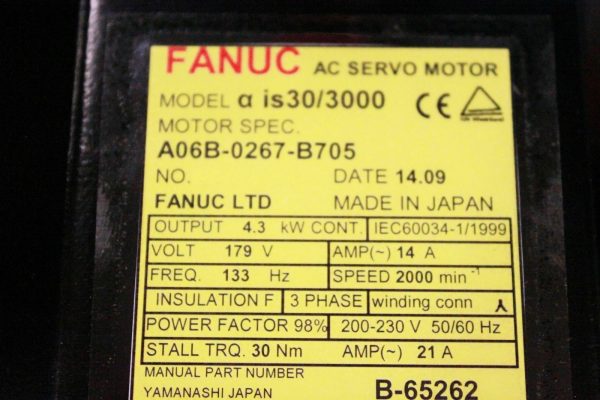 FANUC AC SERVO MOTOR
MODEL α is30/3000
MOTOR SPEC.
A06B-0267-B705
NO. DATE 14.09
FANUC LTD MADE IN JAPAN
OUTPUT 4.3 kW CONT. IEC60034-1/1999
VOLT 179 V AMP(~) 14 A
FREQ. 133 Hz SPEED 2000 min⁻¹
INSULATION F 3 PHASE winding conn
POWER FACTOR 98% 200-230 V 50/60 Hz
STALL TRQ. 30 Nm AMP(~) 21 A
MANUAL PART NUMBER
YAMANASHI JAPAN B-65262